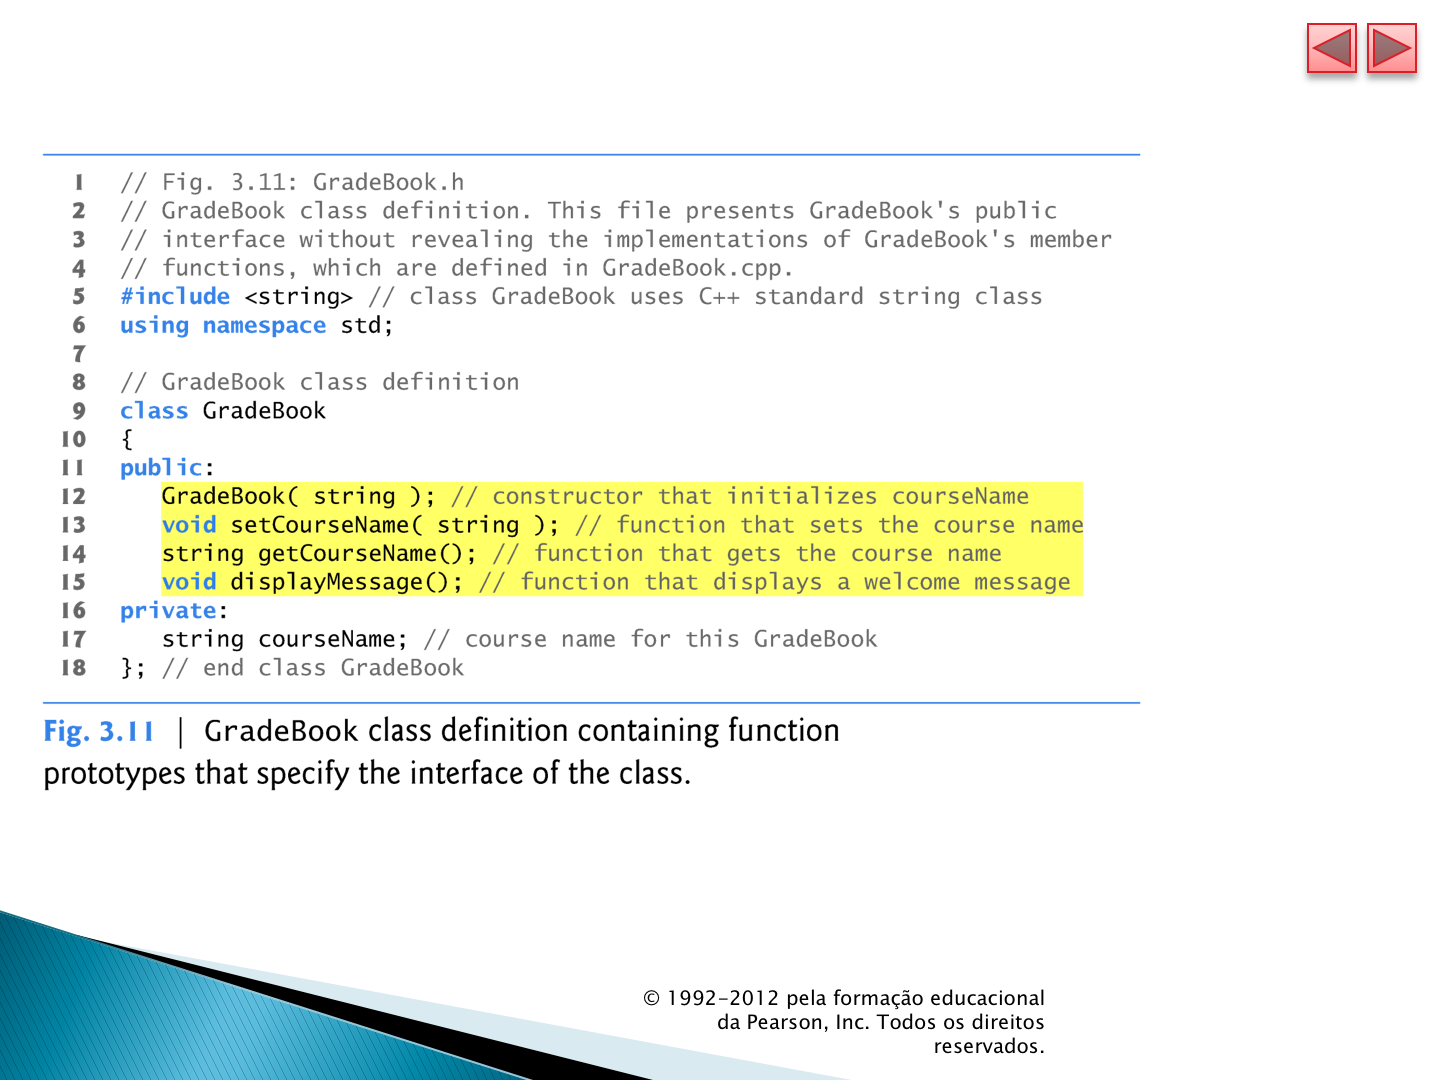 1 // Fig. 3.11: GradeBook.h
2 // GradeBook class definition. This file presents GradeBook's public
3 // interface without revealing the implementations of GradeBook's member
4 // functions, which are defined in GradeBook.cpp.
5 #include <string> // class GradeBook uses C++ standard string class
6 using namespace std;
7
8 // GradeBook class definition
9 class GradeBook
10 {
11 public:
12 GradeBook( string ); // constructor that initializes courseName
13 void setCourseName( string ); // function that sets the course name
14 string getCourseName(); // function that gets the course name
15 void displayMessage(); // function that displays a welcome message
16 private:
17 string courseName; // course name for this GradeBook
18 }; // end class GradeBook
Fig. 3.11 | GradeBook class definition containing function
prototypes that specify the interface of the class.
© 1992-2012 pela formação educacional
da Pearson, Inc. Todos os direitos
reservados.